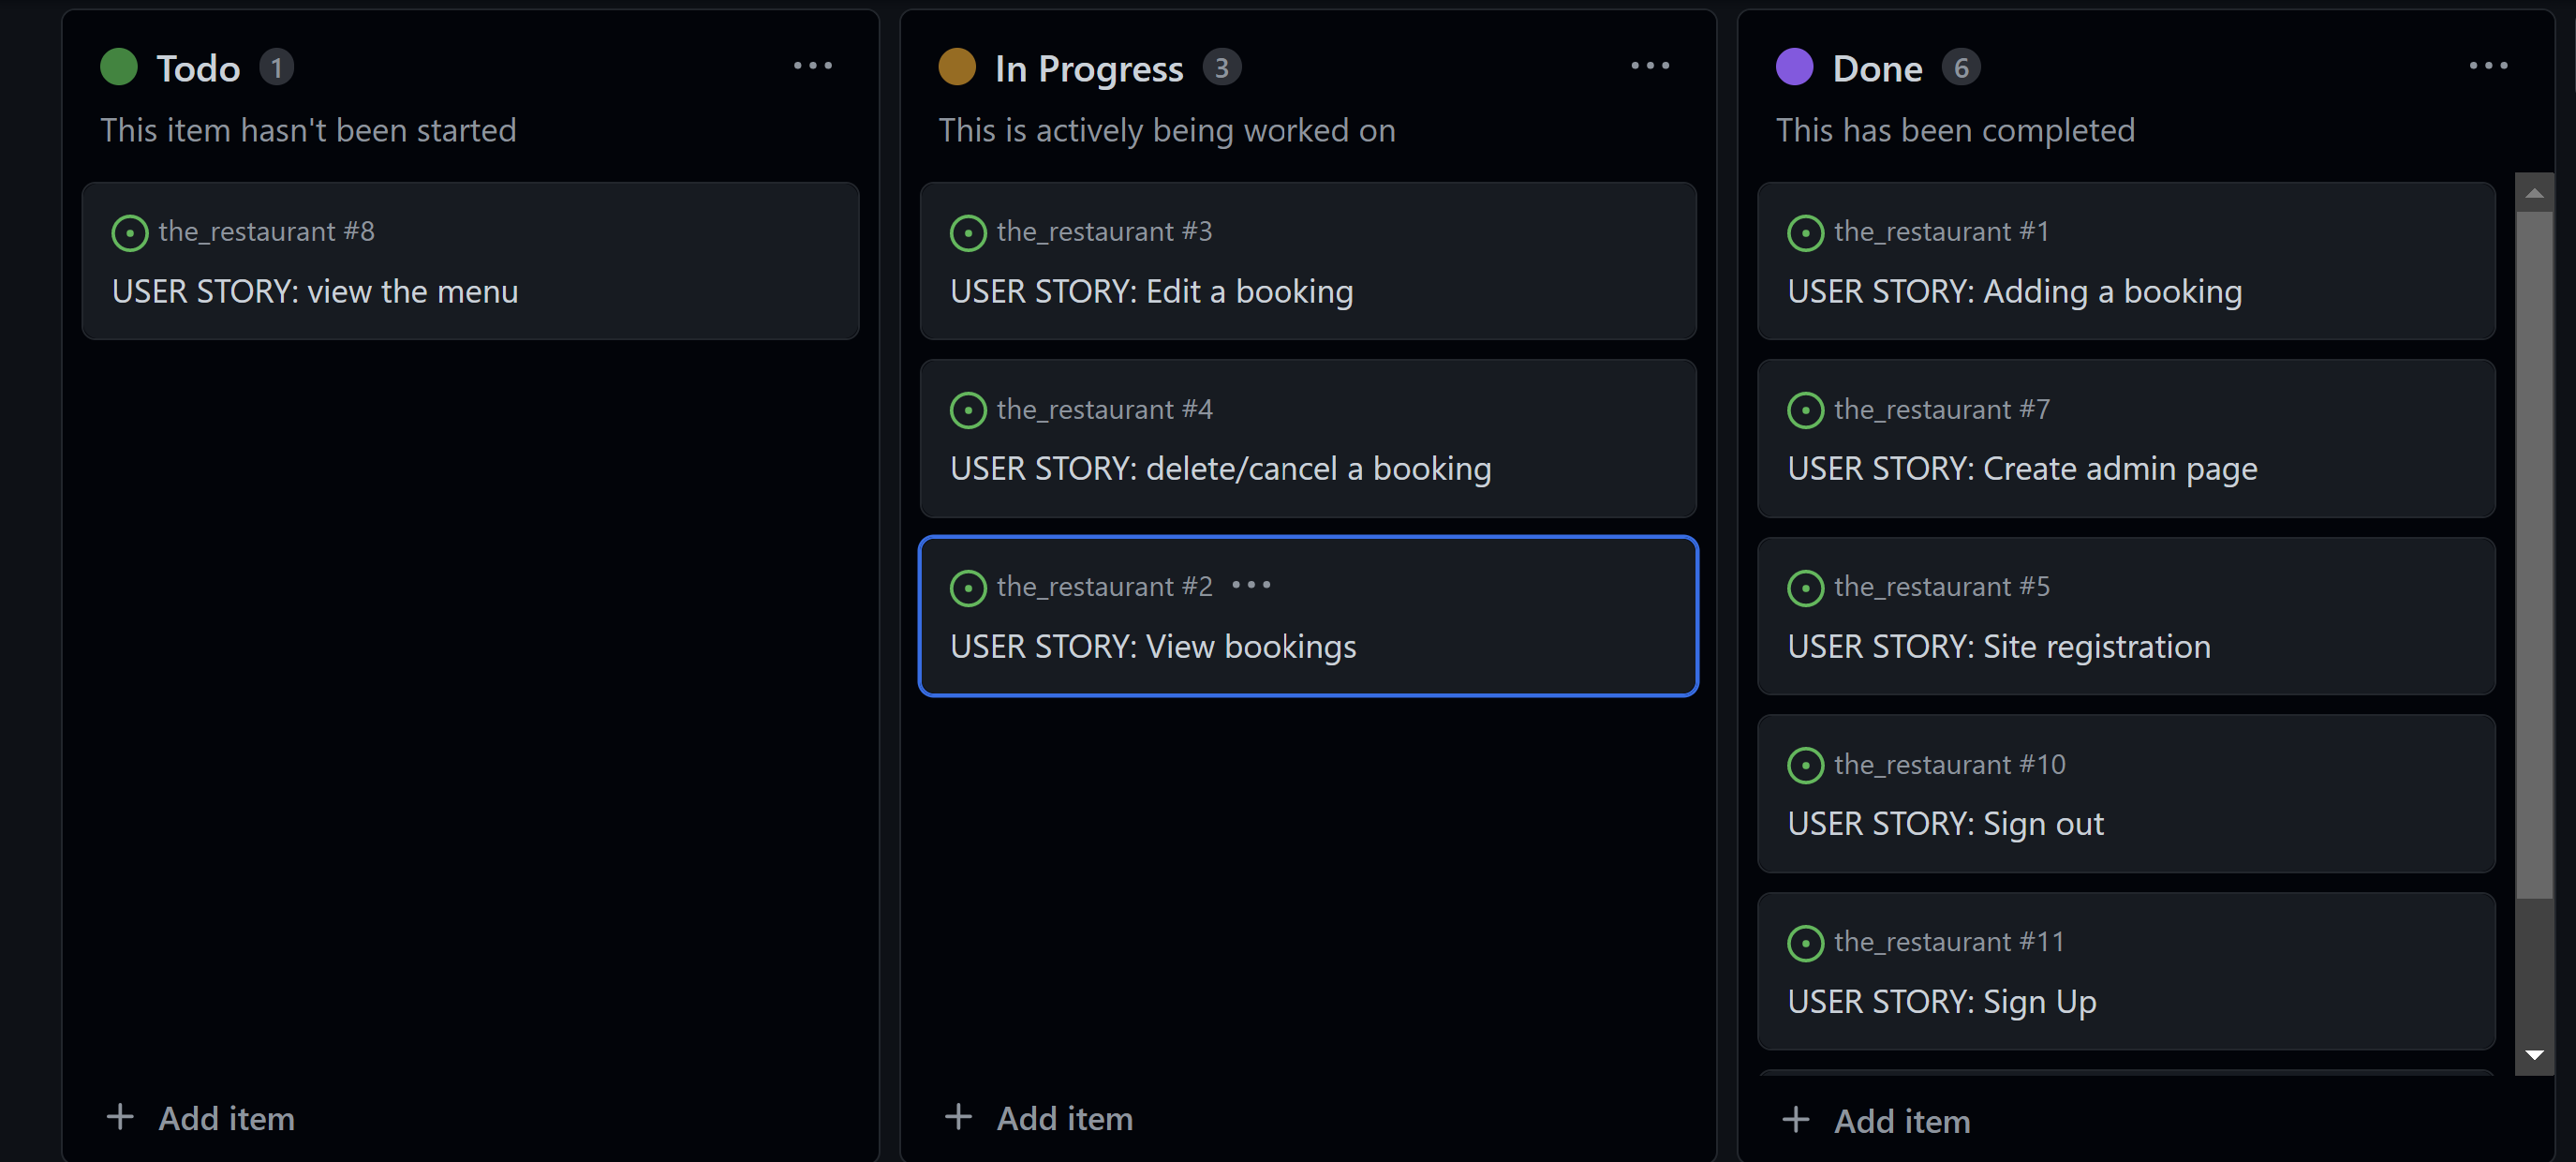 Todo 1
This item hasn't been started
the_restaurant #8
USER STORY: view the menu
+ Add item
In Progress 3
This is actively being worked on
the_restaurant #3
USER STORY: Edit a booking
the_restaurant #4
USER STORY: delete/cancel a booking
the_restaurant #2
USER STORY: View bookings
+ Add item
Done 6
This has been completed
the_restaurant #1
USER STORY: Adding a booking
the_restaurant #7
USER STORY: Create admin page
the_restaurant #5
USER STORY: Site registration
the_restaurant #10
USER STORY: Sign out
the_restaurant #11
USER STORY: Sign Up
+ Add item